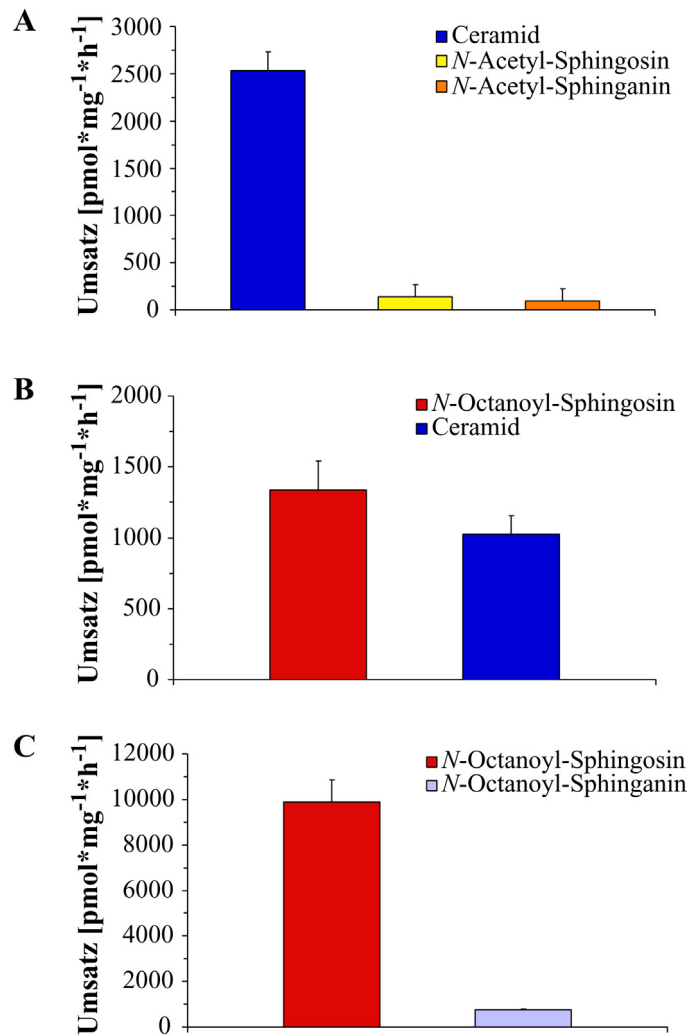 A
Umsatz [pmol*mg-1*h-1]
3000
2500
2000
1500
1000
500
0
Ceramid
N-Acetyl-Sphingosin
N-Acetyl-Sphinganin
B
Umsatz [pmol*mg-1*h-1]
2000
1500
1000
500
0
N-Octanoyl-Sphingosin
Ceramid
C
Umsatz [pmol*mg-1*h-1]
12000
10000
8000
6000
4000
2000
0
N-Octanoyl-Sphingosin
N-Octanoyl-Sphinganin